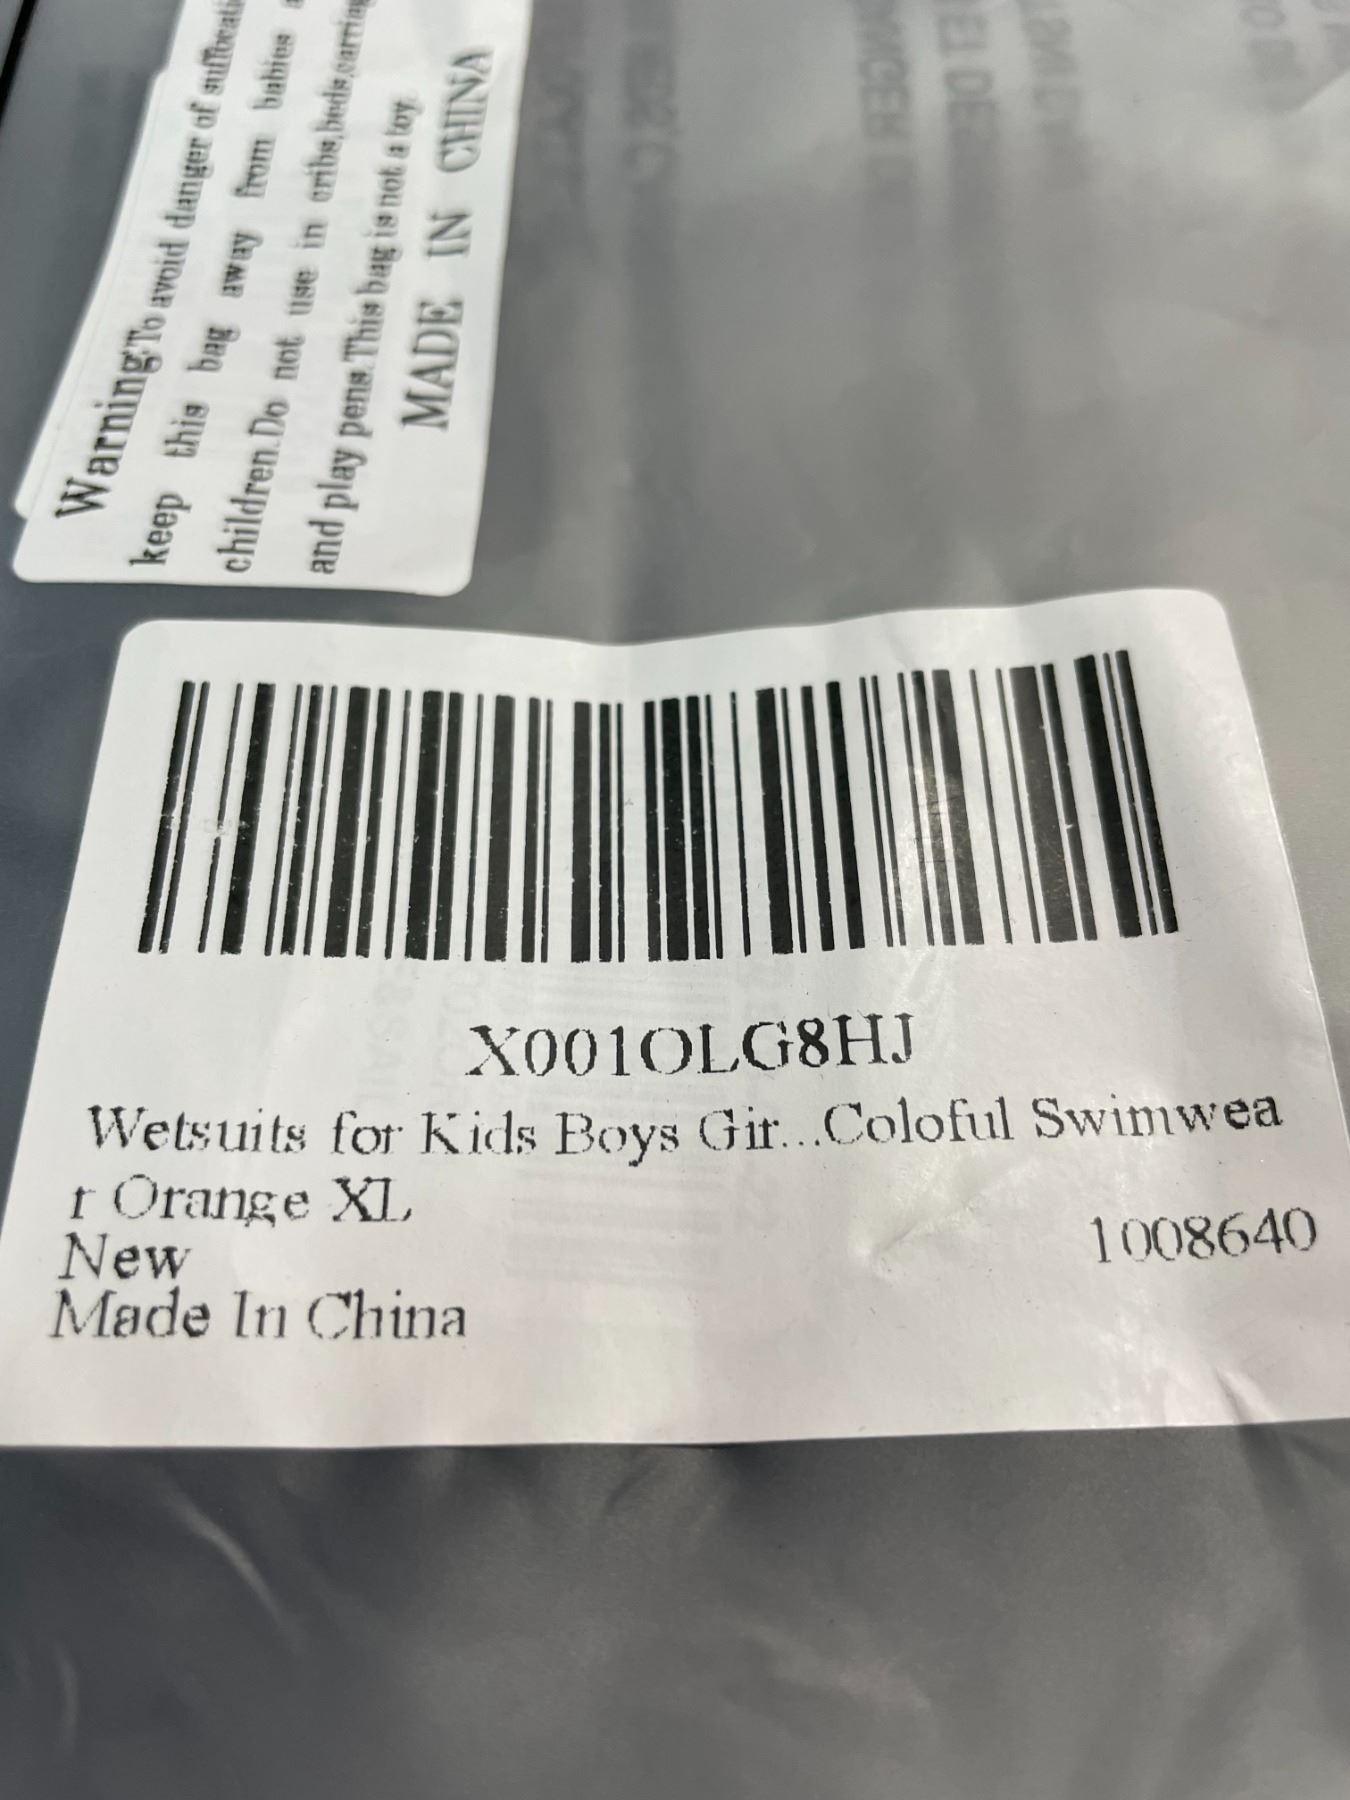 Warning:To avoid danger of
keep this bag away from babies
children.Do not use in cribs,beds,
and play pens.This bag is not a toy.
MADE IN CHINA
X001OLG8HJ
Wetsuits for Kids Boys Gir...Coloful Swimwea
r Orange XL
New
1008640
Made In China